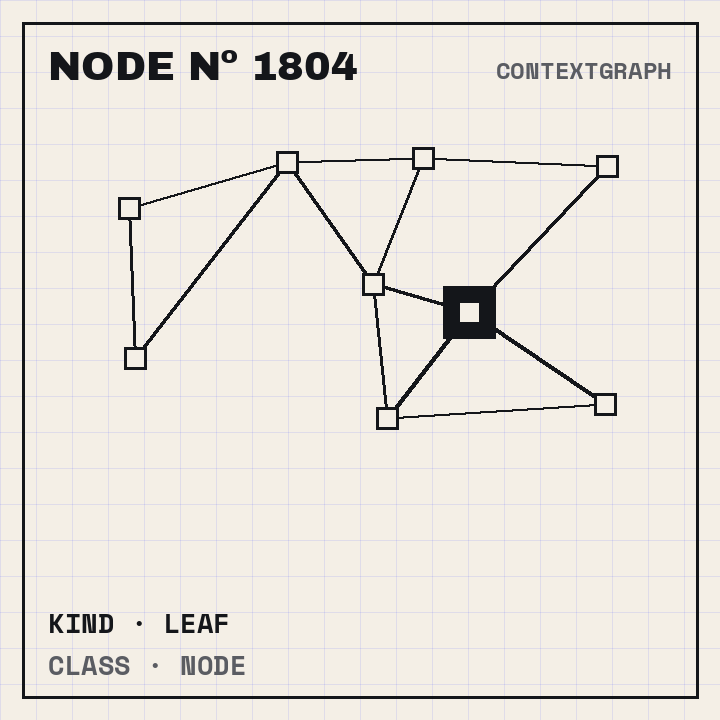 NODE Nº 1804
CONTEXTGRAPH
KIND · LEAF
CLASS · NODE